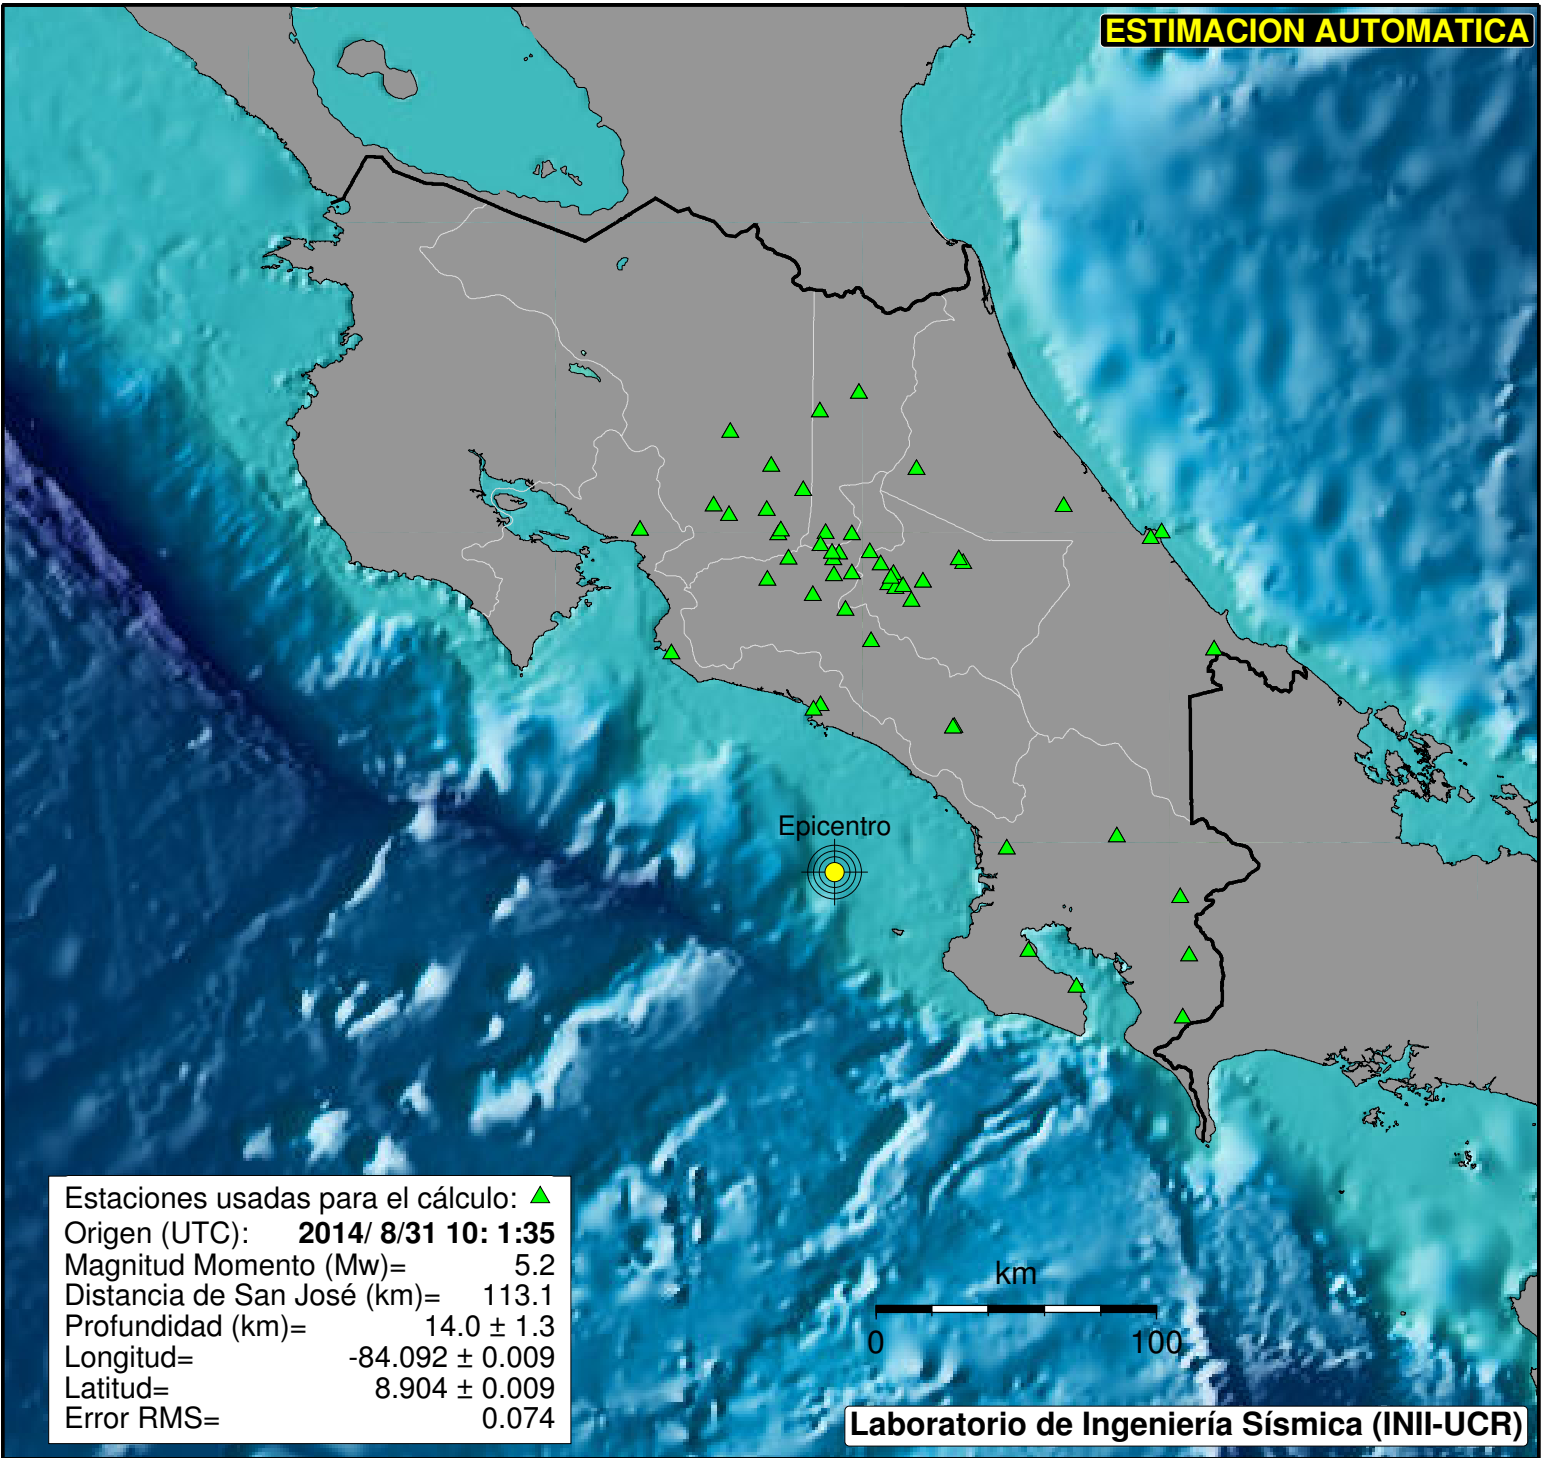 ESTIMACION AUTOMATICA
Epicentro
Estaciones usadas para el cálculo:
Origen (UTC): 2014/ 8/31 10: 1:35
Magnitud Momento (Mw)= 5.2
Distancia de San José (km)= 113.1
Profundidad (km)= 14.0 ± 1.3
Longitud= -84.092 ± 0.009
Latitud= 8.904 ± 0.009
Error RMS= 0.074
km
0 100
Laboratorio de Ingeniería Sísmica (INII-UCR)